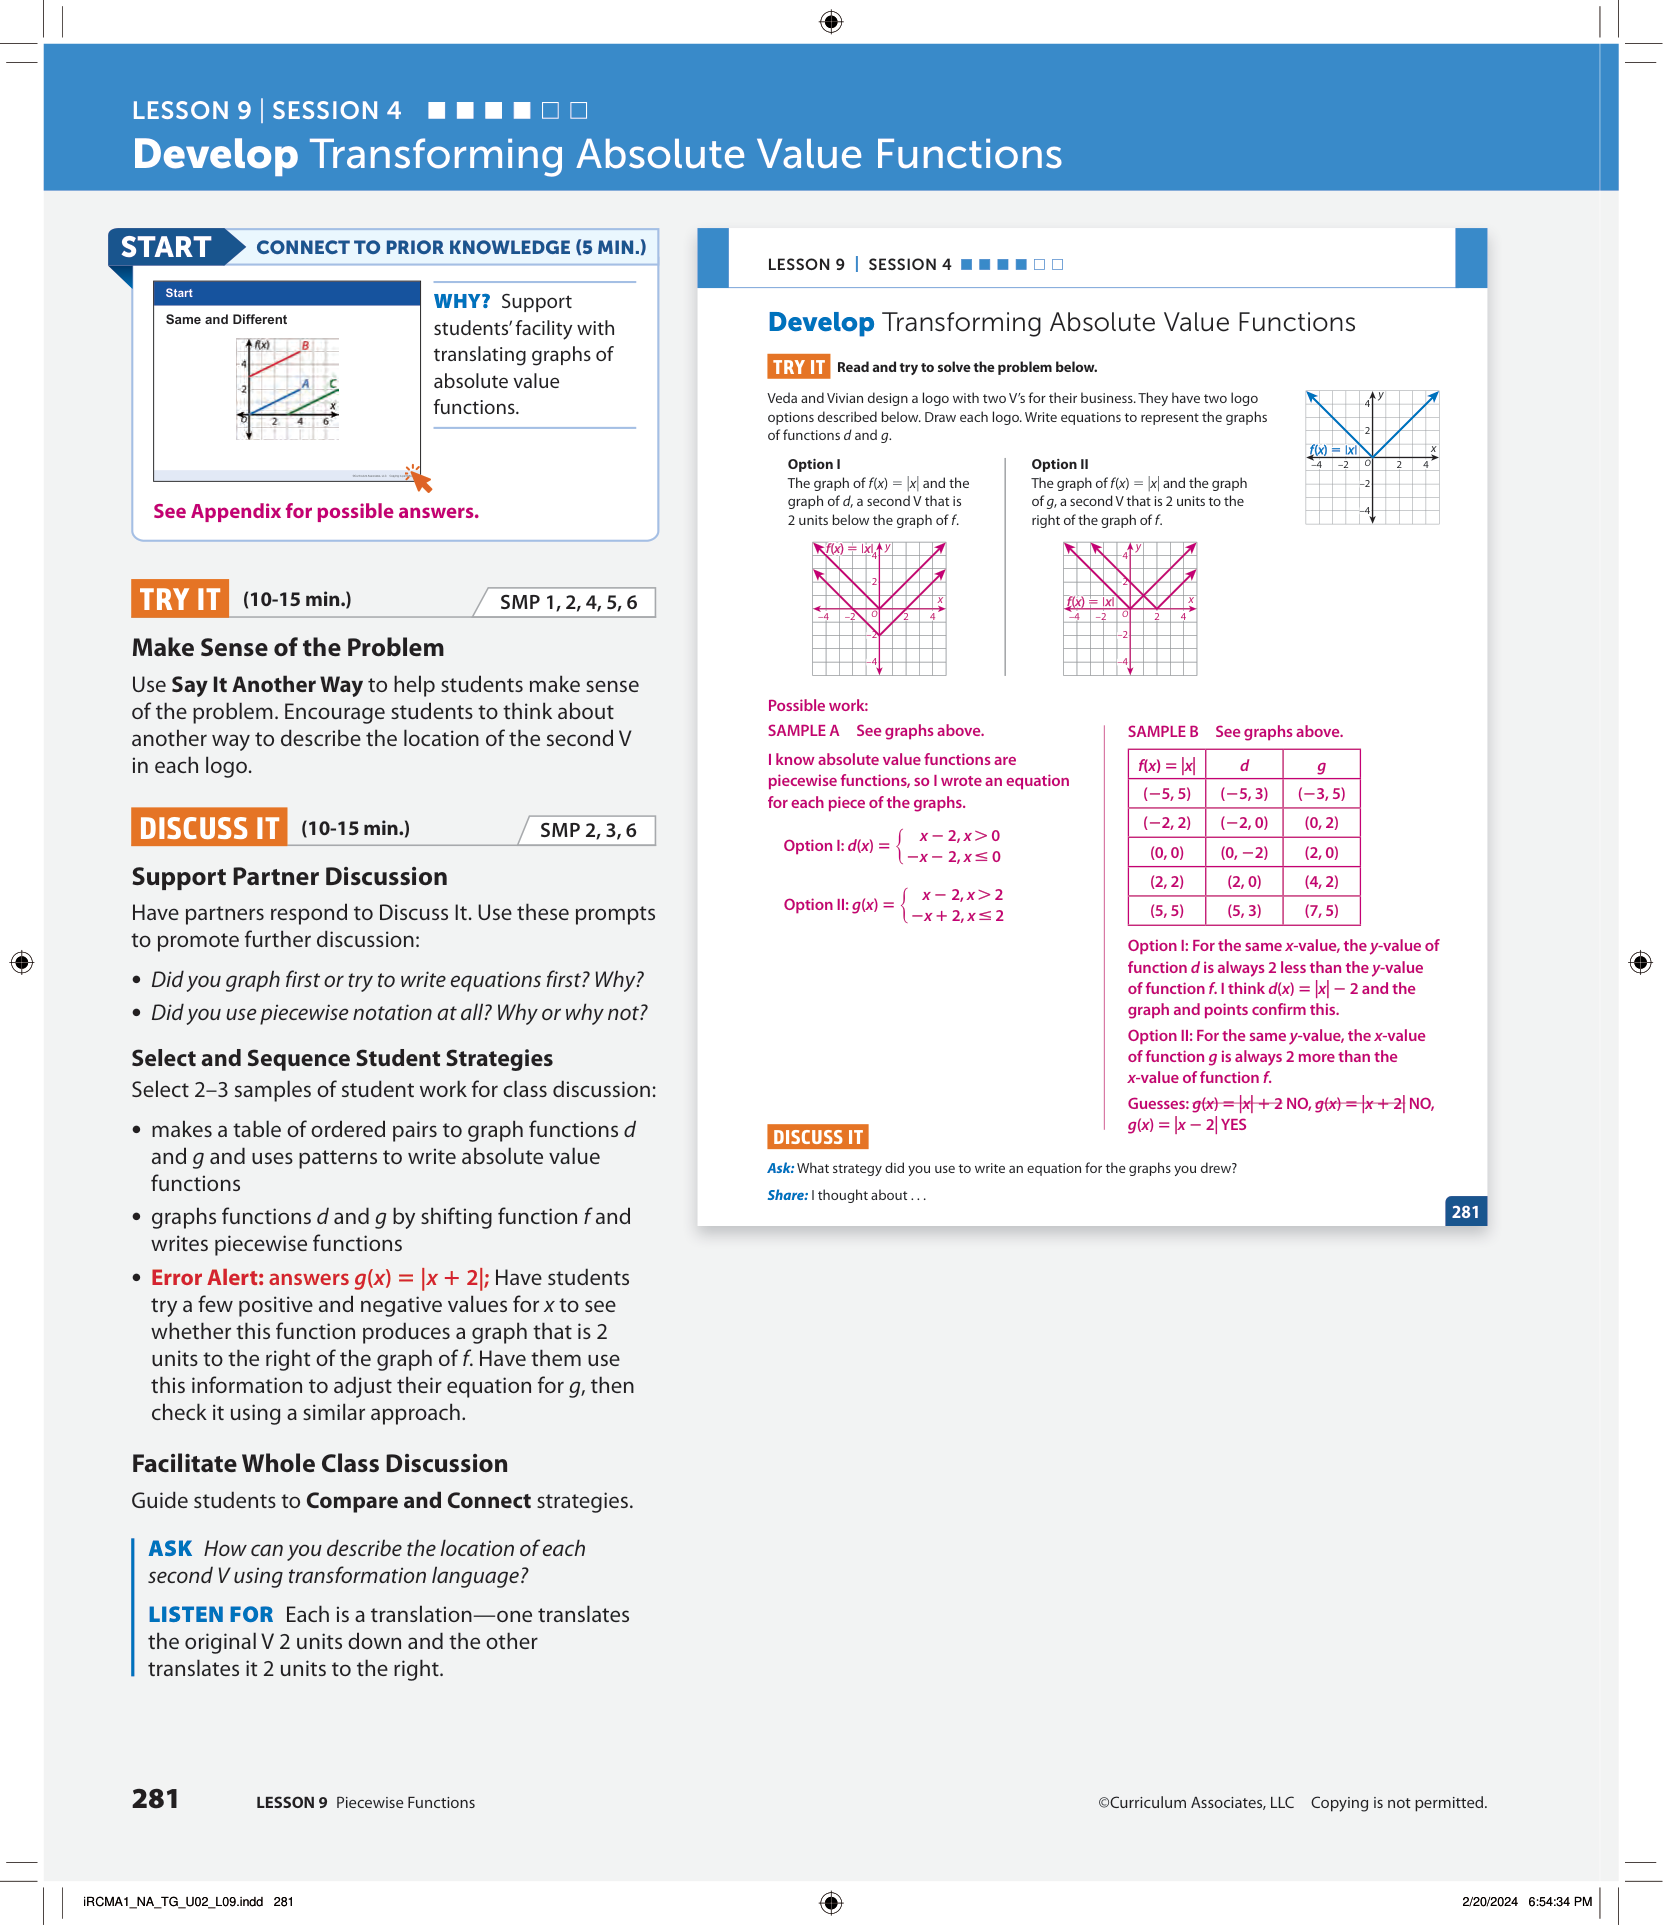 LESSON 9 | SESSION 4
Develop Transforming Absolute Value Functions
START CONNECT TO PRIOR KNOWLEDGE (5 MIN.)
Start
Same and Different
f(x)
B
A
C
x
4
2
O
2
4
6
WHY? Support
students’ facility with
translating graphs of
absolute value
functions.
See Appendix for possible answers.
TRY IT (10-15 min.) SMP 1, 2, 4, 5, 6
Make Sense of the Problem
Use Say It Another Way to help students make sense
of the problem. Encourage students to think about
another way to describe the location of the second V
in each logo.
DISCUSS IT (10-15 min.) SMP 2, 3, 6
Support Partner Discussion
Have partners respond to Discuss It. Use these prompts
to promote further discussion:
• Did you graph first or try to write equations first? Why?
• Did you use piecewise notation at all? Why or why not?
Select and Sequence Student Strategies
Select 2–3 samples of student work for class discussion:
• makes a table of ordered pairs to graph functions d
and g and uses patterns to write absolute value
functions
• graphs functions d and g by shifting function f and
writes piecewise functions
• Error Alert: answers g(x) = |x + 2|; Have students
try a few positive and negative values for x to see
whether this function produces a graph that is 2
units to the right of the graph of f. Have them use
this information to adjust their equation for g, then
check it using a similar approach.
Facilitate Whole Class Discussion
Guide students to Compare and Connect strategies.
ASK How can you describe the location of each
second V using transformation language?
LISTEN FOR Each is a translation—one translates
the original V 2 units down and the other
translates it 2 units to the right.
LESSON 9 | SESSION 4
Develop Transforming Absolute Value Functions
TRY IT Read and try to solve the problem below.
Veda and Vivian design a logo with two V’s for their business. They have two logo
options described below. Draw each logo. Write equations to represent the graphs
of functions d and g.
y
4
2
f(x) = |x|
x
−4 −2 O 2 4
−2
−4
Option I
The graph of f(x) = |x| and the
graph of d, a second V that is
2 units below the graph of f.
f(x) = |x|
y
4
2
x
−4 −2 O 2 4
−2
−4
Option II
The graph of f(x) = |x| and the graph
of g, a second V that is 2 units to the
right of the graph of f.
y
4
2
f(x) = |x|
x
−4 −2 O 2 4
−2
−4
Possible work:
SAMPLE A See graphs above.
I know absolute value functions are
piecewise functions, so I wrote an equation
for each piece of the graphs.
Option I: d(x) = { x − 2, x > 0
−x − 2, x ≤ 0
Option II: g(x) = { x − 2, x > 2
−x + 2, x ≤ 2
SAMPLE B See graphs above.
f(x) = |x| d g
(−5, 5) (−5, 3) (−3, 5)
(−2, 2) (−2, 0) (0, 2)
(0, 0) (0, −2) (2, 0)
(2, 2) (2, 0) (4, 2)
(5, 5) (5, 3) (7, 5)
Option I: For the same x-value, the y-value of
function d is always 2 less than the y-value
of function f. I think d(x) = |x| − 2 and the
graph and points confirm this.
Option II: For the same y-value, the x-value
of function g is always 2 more than the
x-value of function f.
Guesses: g(x) = |x| + 2 NO, g(x) = |x + 2| NO,
g(x) = |x − 2| YES
DISCUSS IT
Ask: What strategy did you use to write an equation for the graphs you drew?
Share: I thought about . . .
281
281 LESSON 9 Piecewise Functions
©Curriculum Associates, LLC Copying is not permitted.
iRCMA1_NA_TG_U02_L09.indd 281
2/20/2024 6:54:34 PM